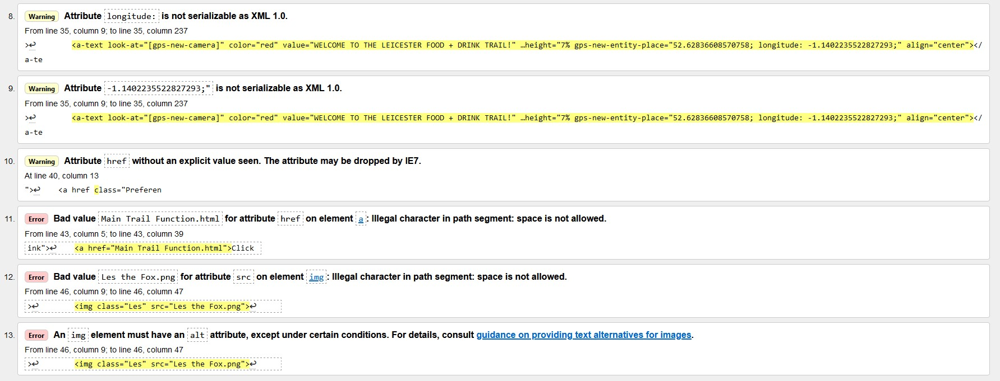 8. Warning Attribute longitude: is not serializable as XML 1.0.
From line 35, column 9; to line 35, column 237
>↩ <a-text look-at="[gps-new-camera]" color="red" value="WELCOME TO THE LEICESTER FOOD + DRINK TRAIL!" …height="7% gps-new-entity-place="52.62836608570758; longitude: -1.1402235522827293;" align="center"></
a-te
9. Warning Attribute -1.1402235522827293;" is not serializable as XML 1.0.
From line 35, column 9; to line 35, column 237
>↩ <a-text look-at="[gps-new-camera]" color="red" value="WELCOME TO THE LEICESTER FOOD + DRINK TRAIL!" …height="7% gps-new-entity-place="52.62836608570758; longitude: -1.1402235522827293;" align="center"></
a-te
10. Warning Attribute href without an explicit value seen. The attribute may be dropped by IE7.
At line 40, column 13
">↩ <a href class="Preferen
11. Error Bad value Main Trail Function.html for attribute href on element a: Illegal character in path segment: space is not allowed.
From line 43, column 5; to line 43, column 39
ink">↩ <a href="Main Trail Function.html">Click
12. Error Bad value Les the Fox.png for attribute src on element img: Illegal character in path segment: space is not allowed.
From line 46, column 9; to line 46, column 47
>↩ <img class="Les" src="Les the Fox.png">↩
13. Error An img element must have an alt attribute, except under certain conditions. For details, consult guidance on providing text alternatives for images.
From line 46, column 9; to line 46, column 47
>↩ <img class="Les" src="Les the Fox.png">↩